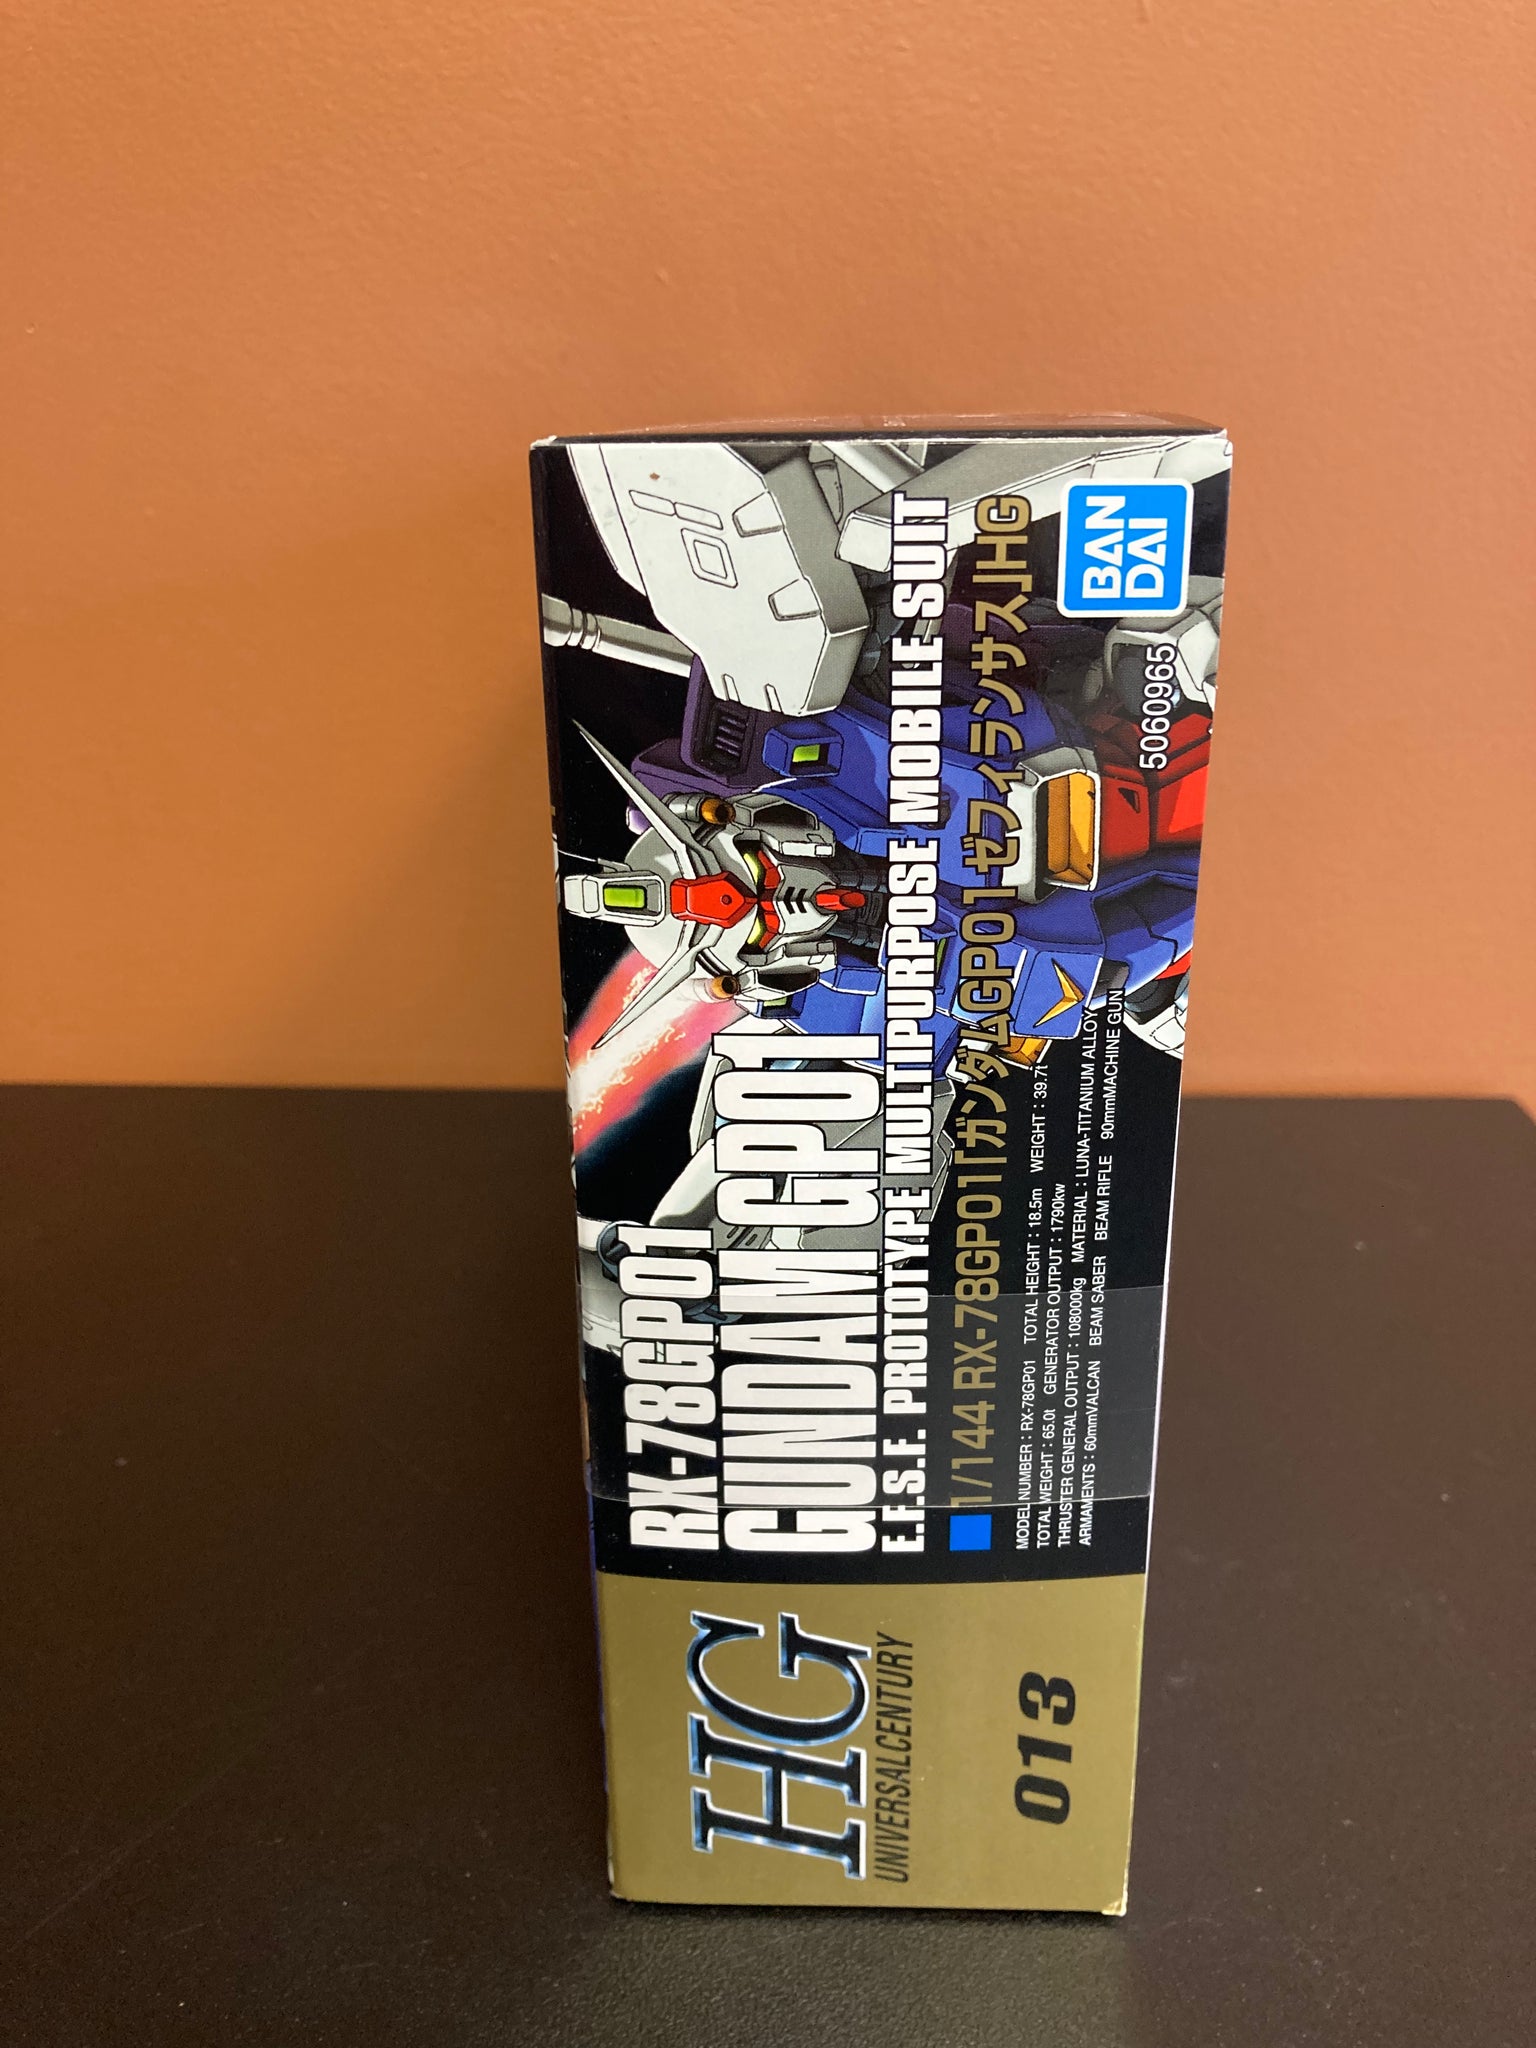 RX-78GP01
GUNDAM GP01
E.F.S.F. PROTOTYPE MULTIPURPOSE MOBILE SUIT
1/144 RX-78GP01「ガンダムGP01ゼフィランサス」HG
MODEL NUMBER : RX-78GP01 TOTAL HEIGHT : 18.5m WEIGHT : 39.7t
TOTAL WEIGHT : 65.0t GENERATOR OUTPUT : 1790kw
THRUSTER GENERAL OUTPUT : 108000kg MATERIAL : LUNA-TITANIUM ALLOY
ARMAMENTS : 60mmVALCAN BEAM SABER BEAM RIFLE 90mmMACHINE GUN
HG
UNIVERSAL CENTURY
013
BAN
DAI
5060965
01